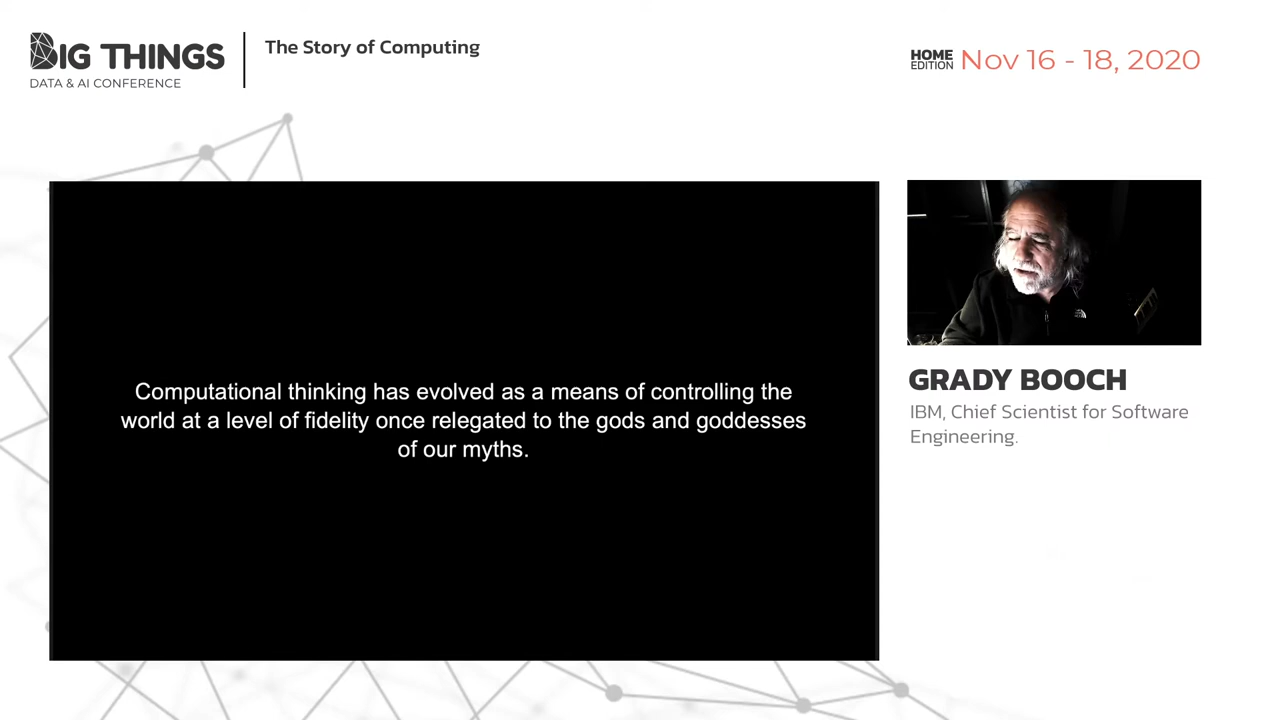 BIG THINGS
DATA & AI CONFERENCE
The Story of Computing
HOME
EDITION
Nov 16 - 18, 2020
Computational thinking has evolved as a means of controlling the
world at a level of fidelity once relegated to the gods and goddesses
of our myths.
GRADY BOOCH
IBM, Chief Scientist for Software
Engineering.